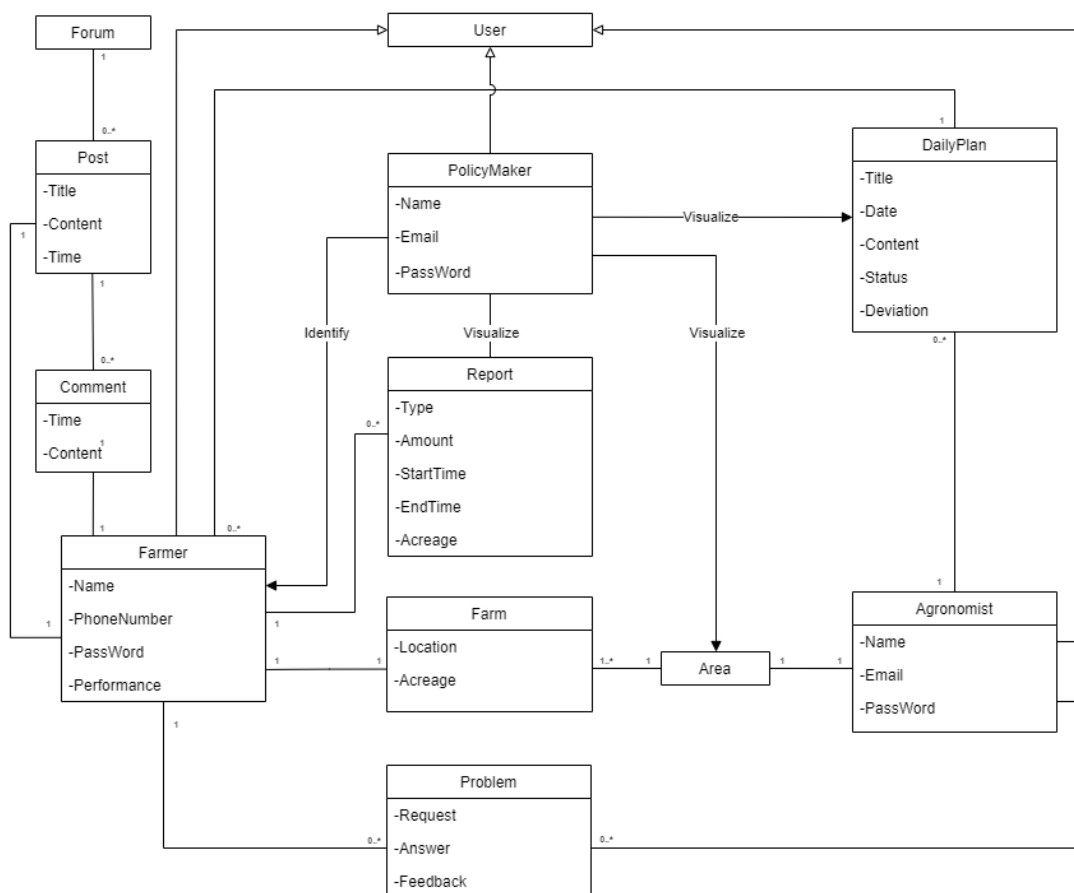 Forum
1
0..*
Post
-Title
-Content
-Time
1
1
0..*
Comment
-Time
-Content
1
1
User
PolicyMaker
-Name
-Email
-PassWord
Visualize
Identify
Visualize
Visualize
1
DailyPlan
-Title
-Date
-Content
-Status
-Deviation
0..*
Report
-Type
-Amount
-StartTime
-EndTime
-Acreage
0..*
0..*
Farmer
-Name
-PhoneNumber
-PassWord
-Performance
1
1
1
1
1
Farm
-Location
-Acreage
1..*
1
Area
1
1
1
Agronomist
-Name
-Email
-PassWord
Problem
-Request
-Answer
-Feedback
0..*
0..*